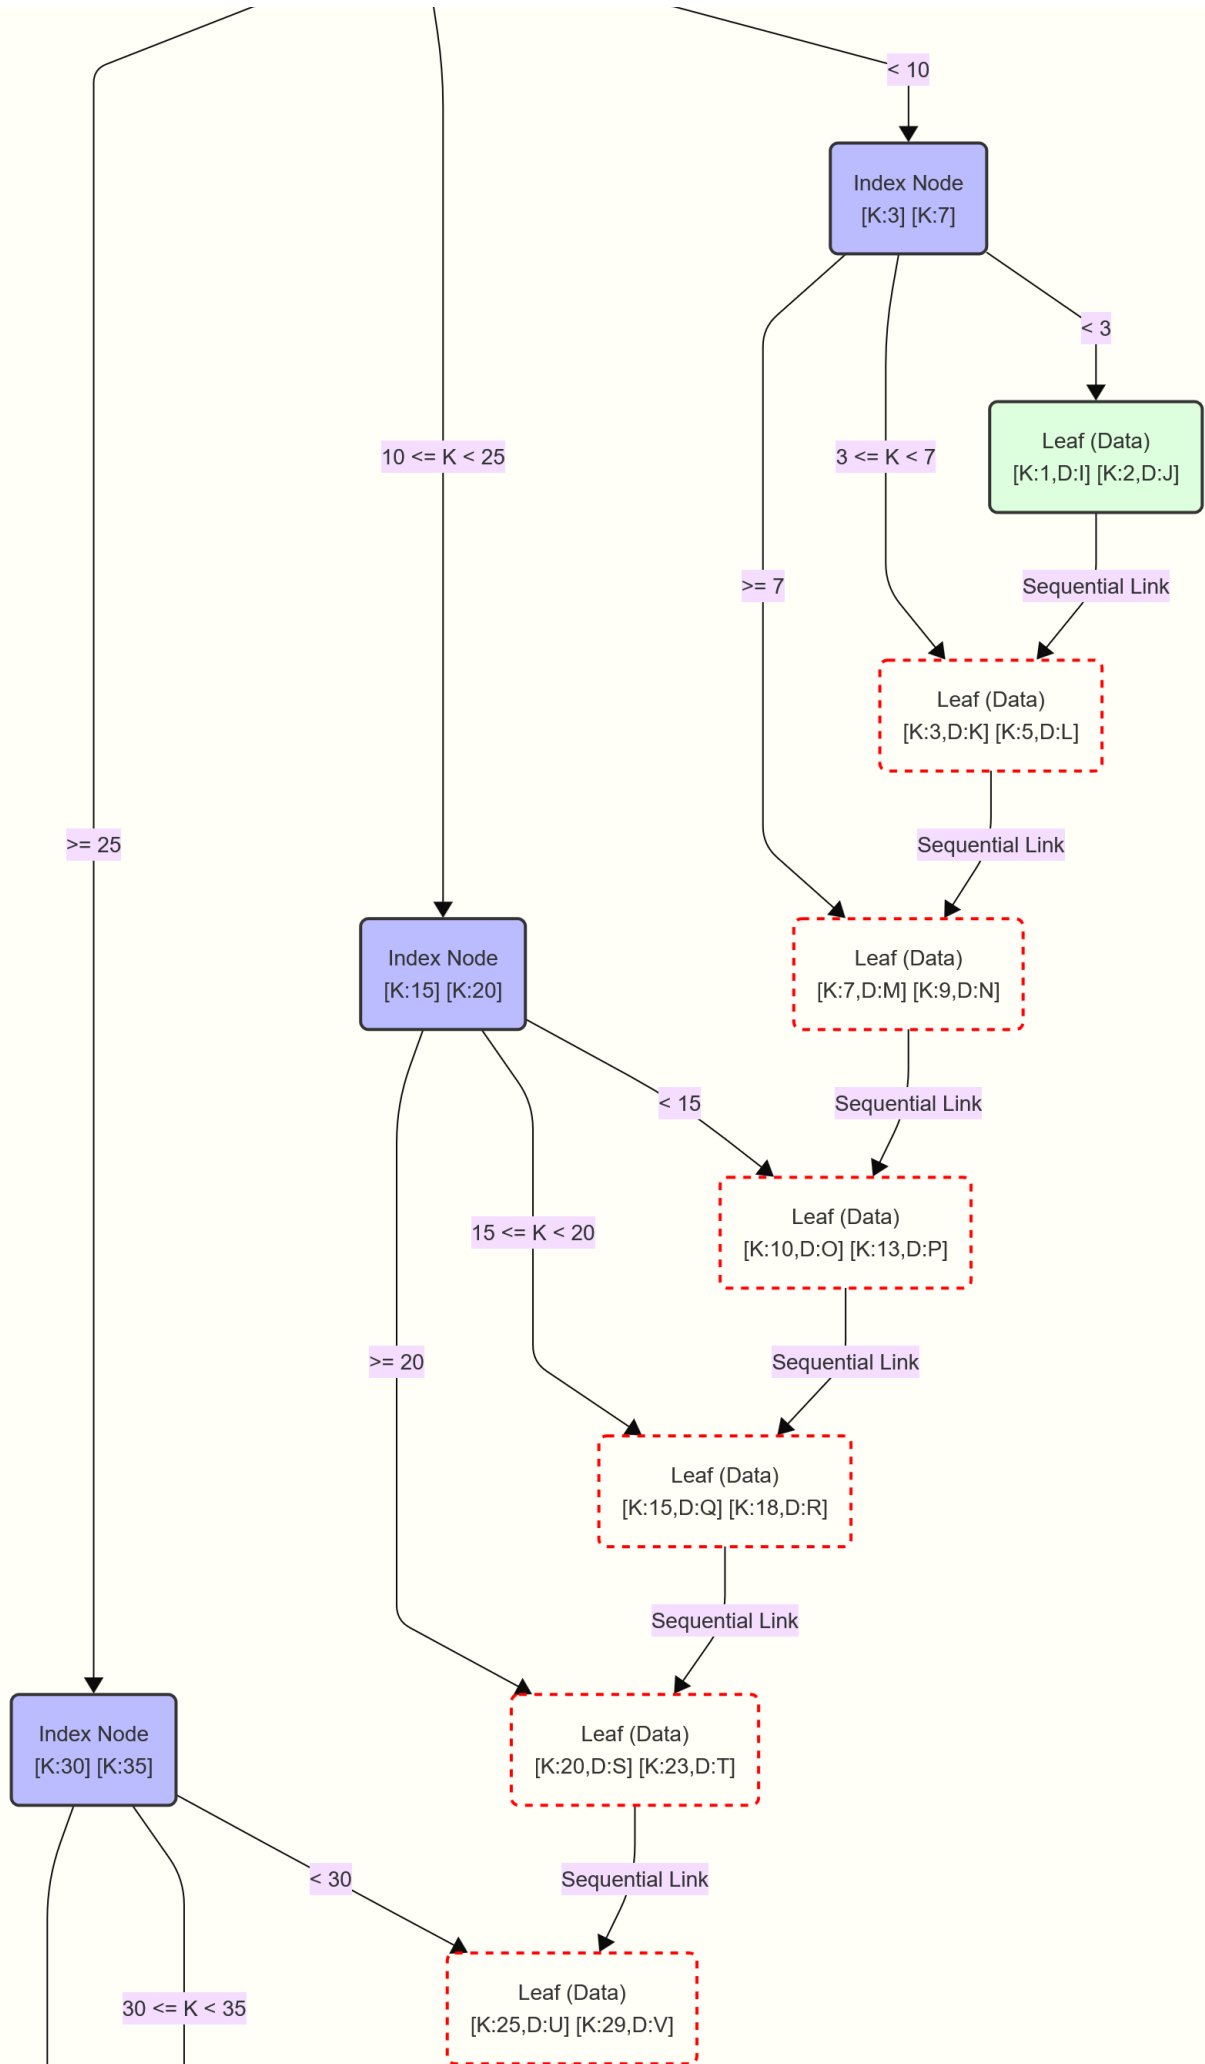 < 10
Index Node
[K:3] [K:7]
< 3
Leaf (Data)
[K:1,D:I] [K:2,D:J]
10 <= K < 25
3 <= K < 7
>= 7
Sequential Link
Leaf (Data)
[K:3,D:K] [K:5,D:L]
>= 25
Sequential Link
Index Node
[K:15] [K:20]
Leaf (Data)
[K:7,D:M] [K:9,D:N]
< 15
Sequential Link
Leaf (Data)
[K:10,D:O] [K:13,D:P]
15 <= K < 20
>= 20
Sequential Link
Leaf (Data)
[K:15,D:Q] [K:18,D:R]
Sequential Link
Index Node
[K:30] [K:35]
Leaf (Data)
[K:20,D:S] [K:23,D:T]
< 30
Sequential Link
Leaf (Data)
[K:25,D:U] [K:29,D:V]
30 <= K < 35